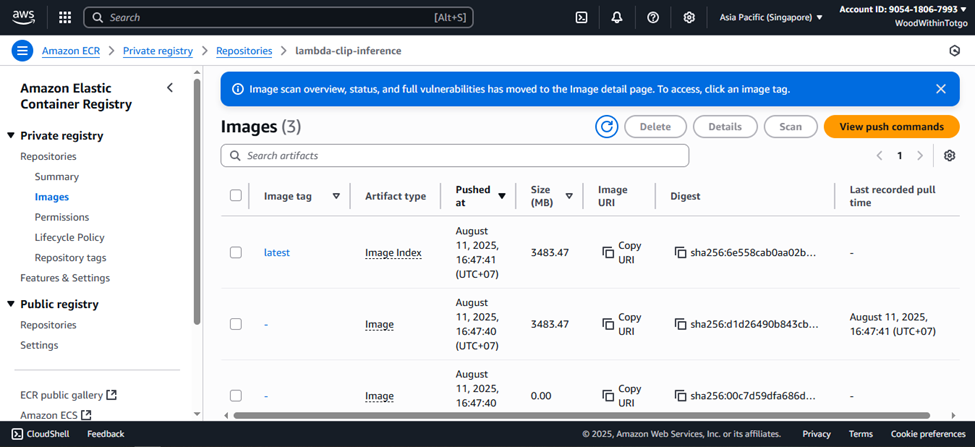 aws
Search
[Alt+S]
Asia Pacific (Singapore)
Account ID: 9054-1806-7993
WoodWithinTotgo
Amazon ECR
Private registry
Repositories
lambda-clip-inference
Amazon Elastic
Container Registry
Private registry
Repositories
Summary
Images
Permissions
Lifecycle Policy
Repository tags
Features & Settings
Public registry
Repositories
Settings
ECR public gallery
Amazon ECS
Image scan overview, status, and full vulnerabilities has moved to the Image detail page. To access, click an image tag.
Images (3)
Delete
Details
Scan
View push commands
Search artifacts
1
Image tag
Artifact type
Pushed
at
Size
(MB)
Image
URI
Digest
Last recorded pull
time
latest
Image Index
August
11, 2025,
16:47:41
(UTC+07)
3483.47
Copy
URI
sha256:6e558cab0aa02b...
-
-
Image
August
11, 2025,
16:47:40
(UTC+07)
3483.47
Copy
URI
sha256:d1d26490b843cb...
August 11, 2025,
16:47:41 (UTC+07)
-
Image
August
11, 2025,
16:47:40
0.00
Copy
URI
sha256:00c7d59dfa686d...
-
CloudShell
Feedback
© 2025, Amazon Web Services, Inc. or its affiliates.
Privacy
Terms
Cookie preferences